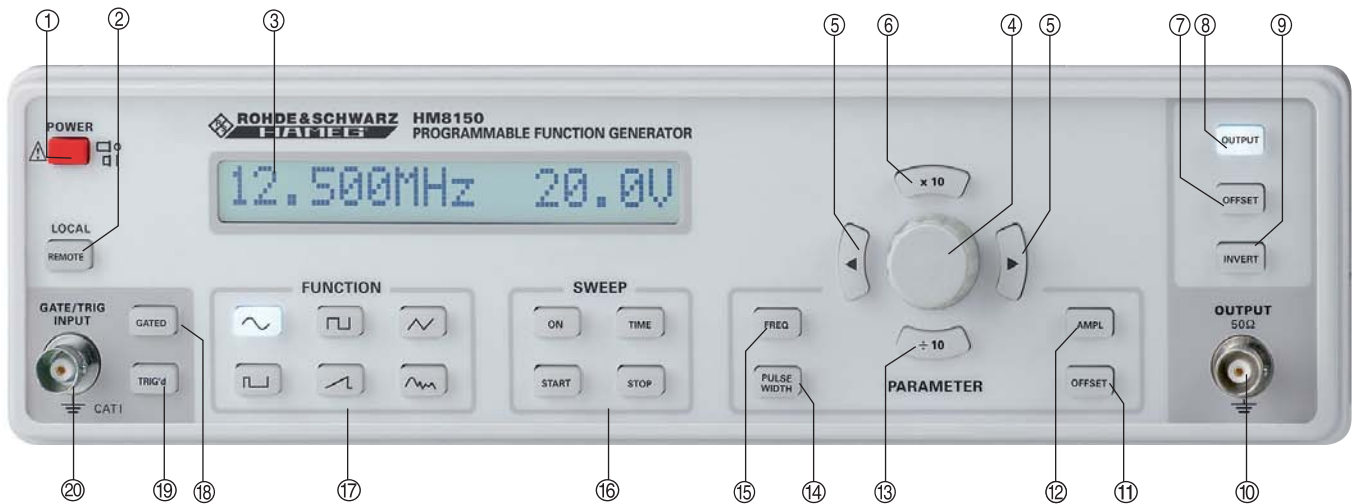 ① ② ③ ⑤ ⑥ ④ ⑤ ⑦ ⑧ ⑨
POWER
ROHDE&SCHWARZ HM8150
HAMEG PROGRAMMABLE FUNCTION GENERATOR
12.500MHz 20.0V
LOCAL
REMOTE
x 10
÷ 10
PARAMETER
OUTPUT
OFFSET
INVERT
GATE/TRIG
INPUT
GATED
TRIG'd
CAT I
FUNCTION
SWEEP
ON TIME
START STOP
FREQ
PULSE
WIDTH
AMPL
OFFSET
OUTPUT
50Ω
⑳ ⑲ ⑱ ⑰ ⑯ ⑮ ⑭ ⑬ ⑫ ⑪ ⑩